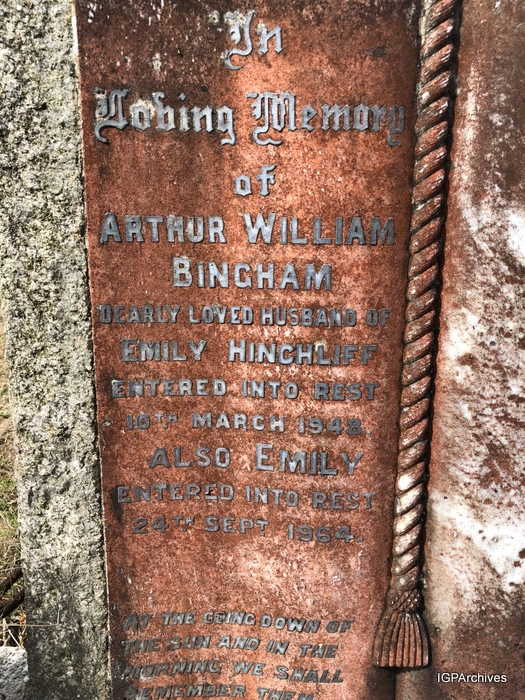 In
Loving Memory
of
ARTHUR WILLIAM
BINGHAM
DEARLY LOVED HUSBAND OF
EMILY HINCHLIFF
ENTERED INTO REST
10TH MARCH 1948.
ALSO EMILY
ENTERED INTO REST
24TH SEPT 1964.
AT THE GOING DOWN OF
THE SUN AND IN THE
MORNING WE SHALL
REMEMBER THEM
IGPArchives